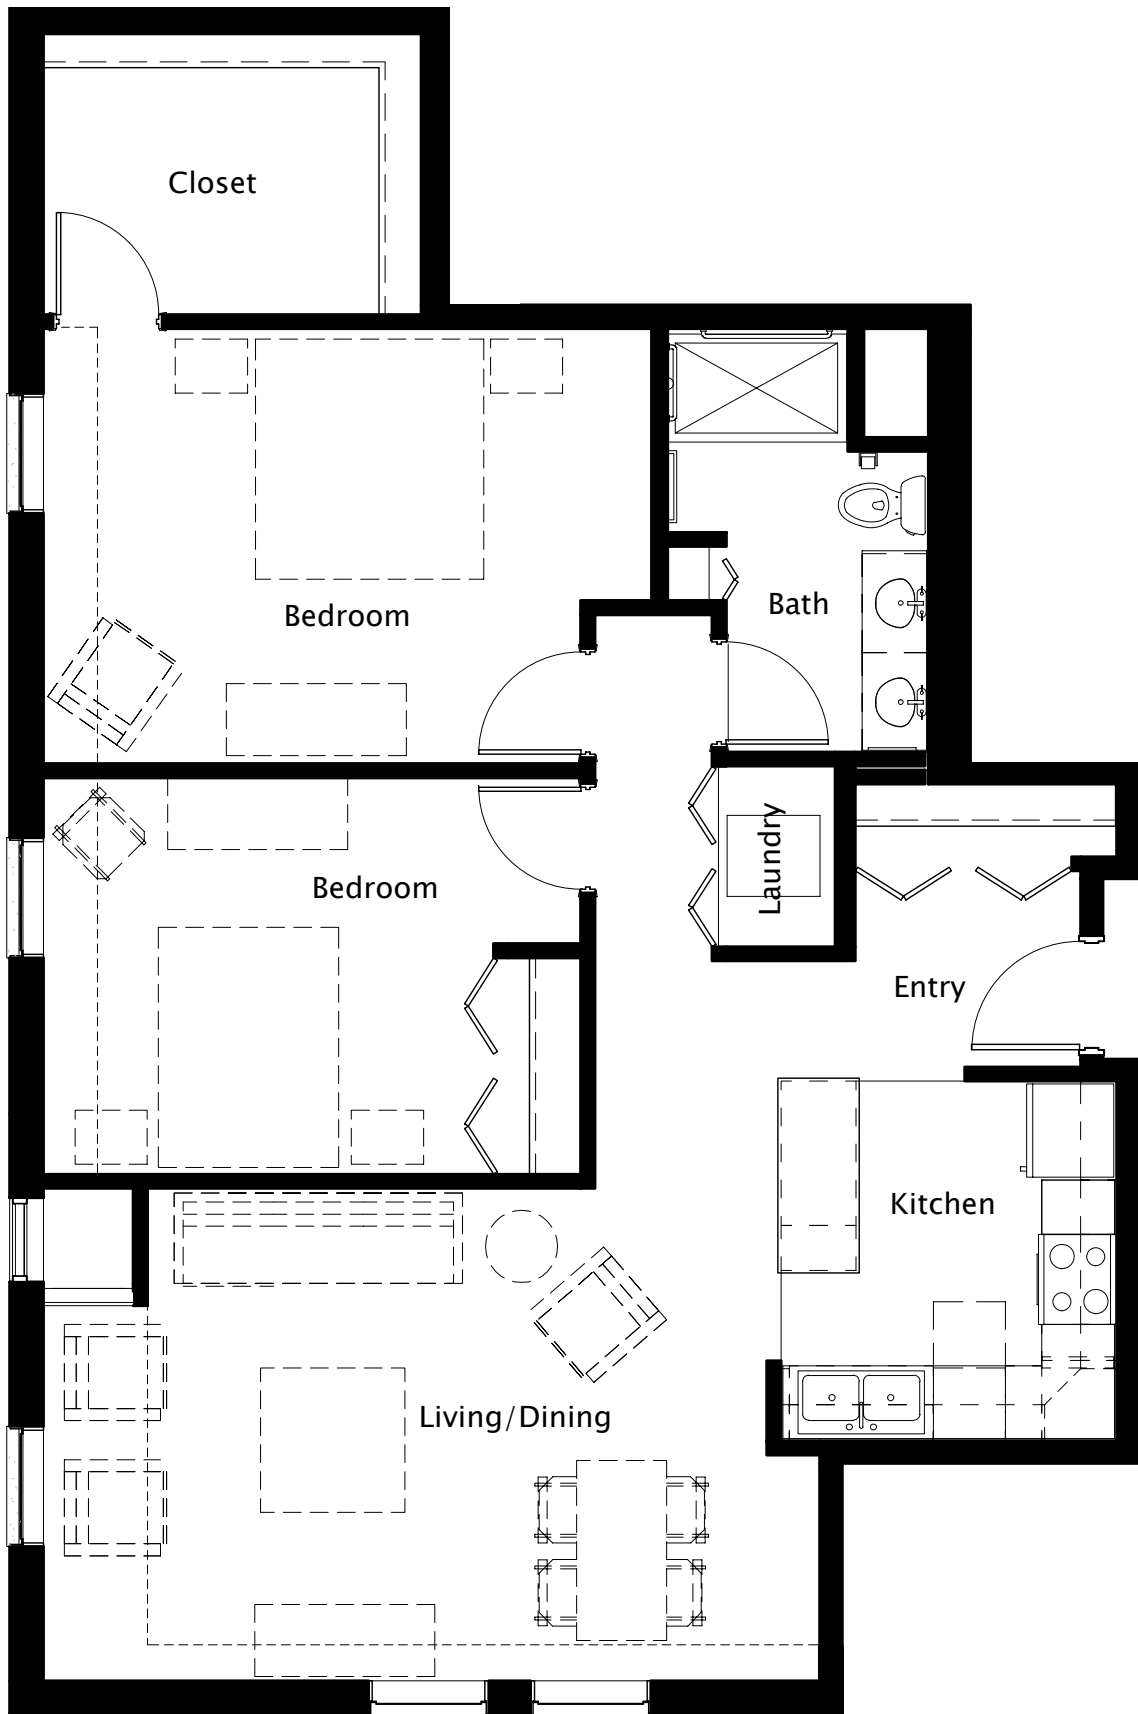 Closet
Bedroom
Bath
Bedroom
Laundry
Entry
Kitchen
Living/Dining